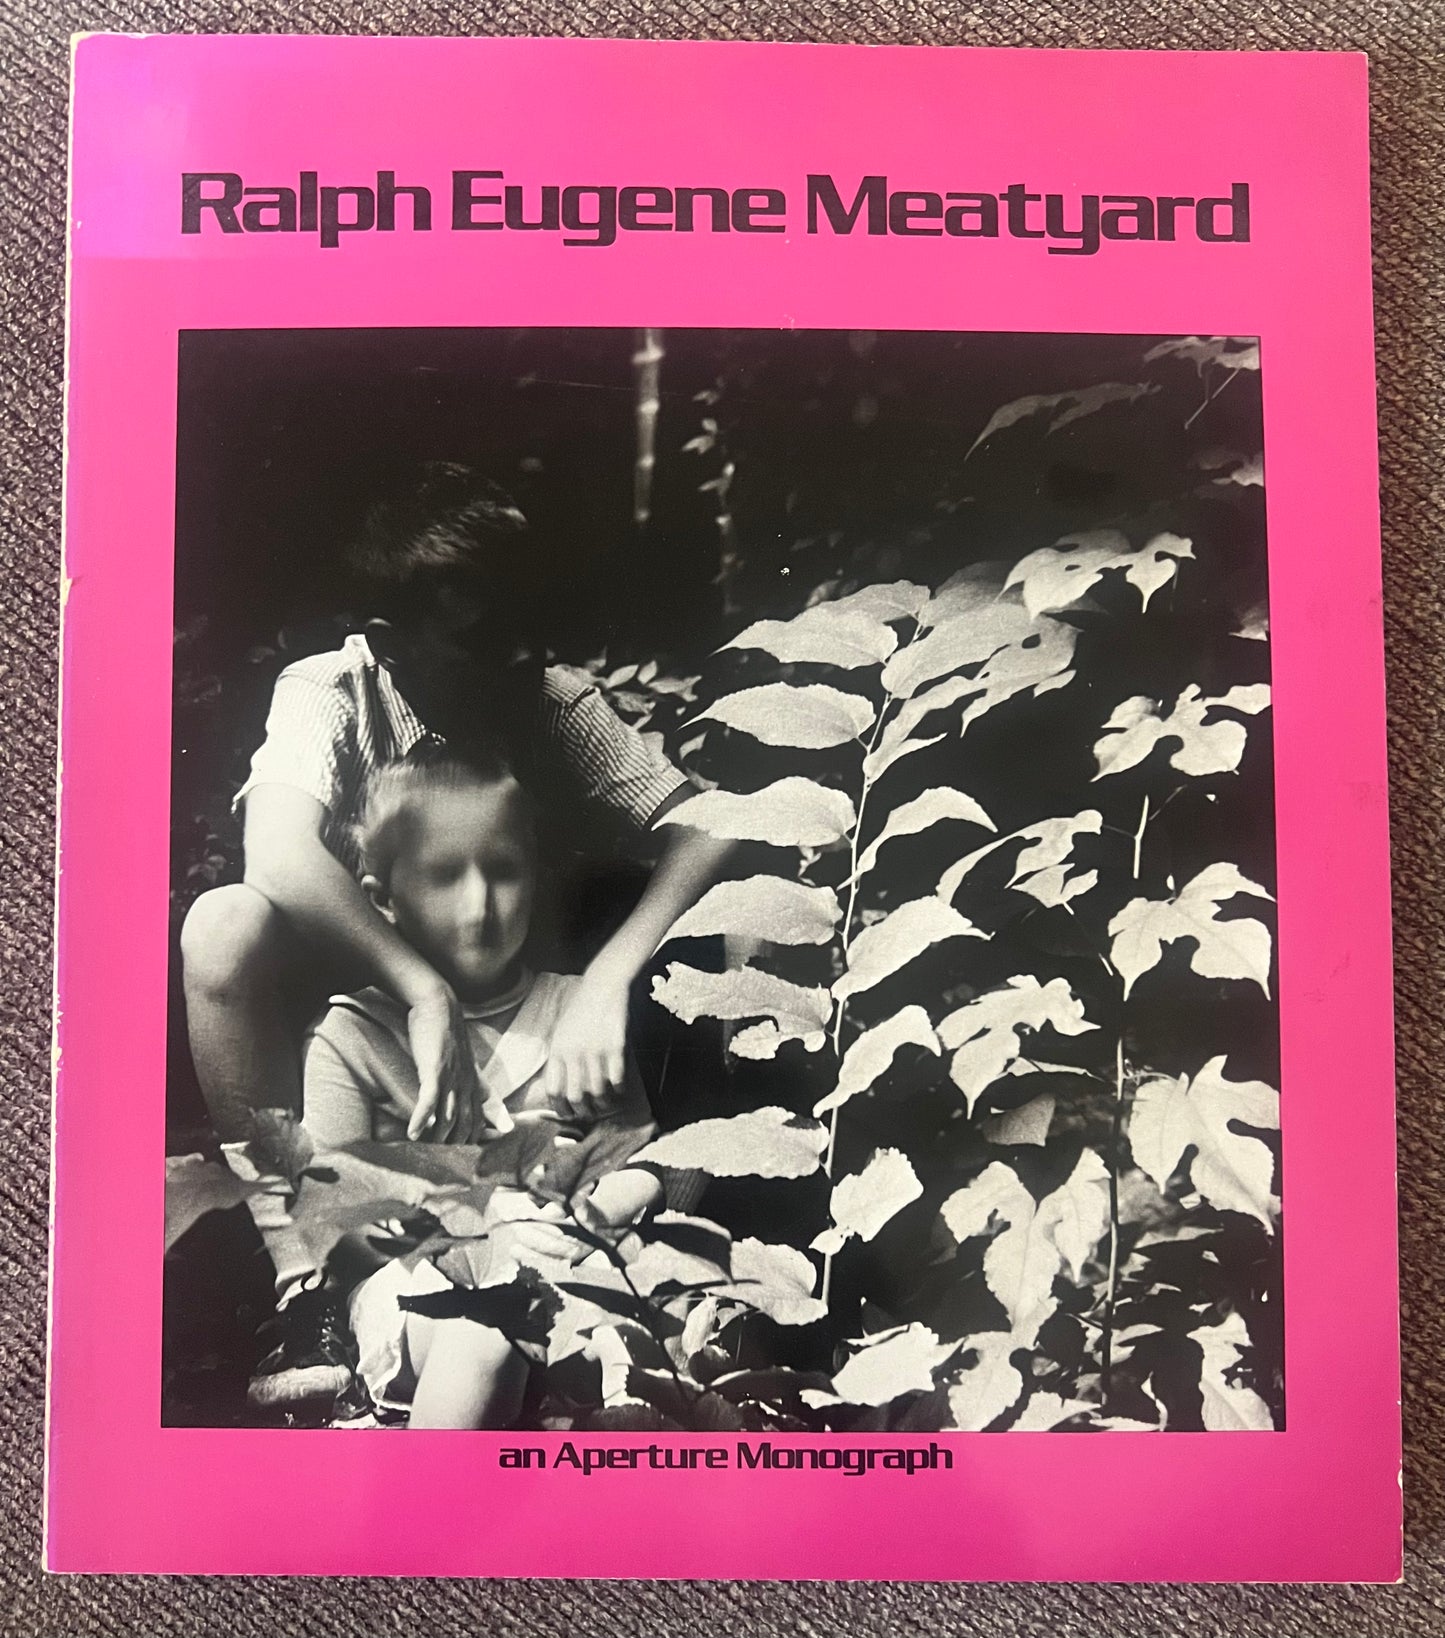 Ralph Eugene Meatyard
an Aperture Monograph